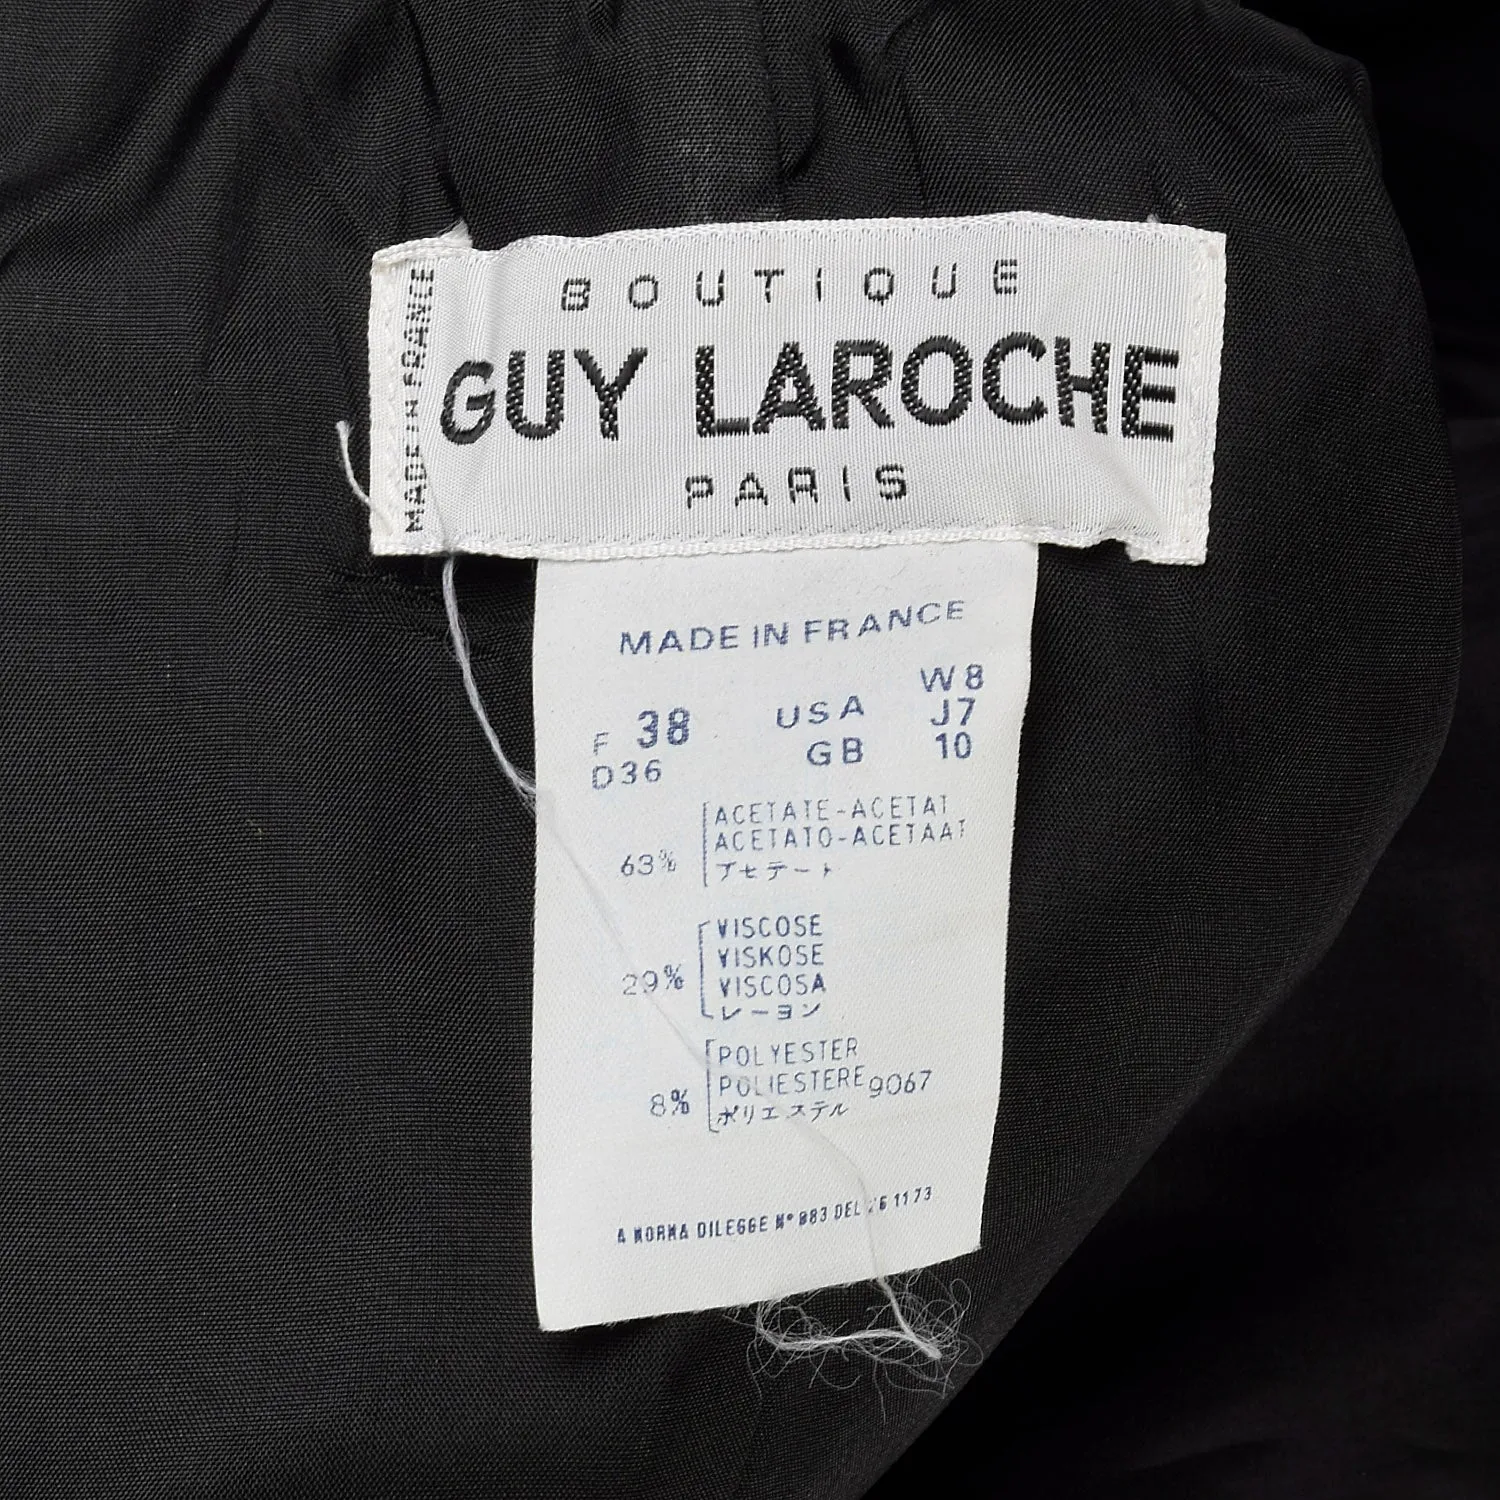 BOUTIQUE
GUY LAROCHE
PARIS
MADE IN FRANCE
MADE IN FRANCE
W 8
F 38 USA J7
D36 GB 10
63%
ACETATE-ACETAT
ACETATO-ACETAAT
アセテート
29%
VISCOSE
VISKOSE
VISCOSA
レーヨン
8%
POLYESTER
POLIESTERE 9067
ポリエステル
A NORMA DILEGGE Nº 883 DEL 26 11 73